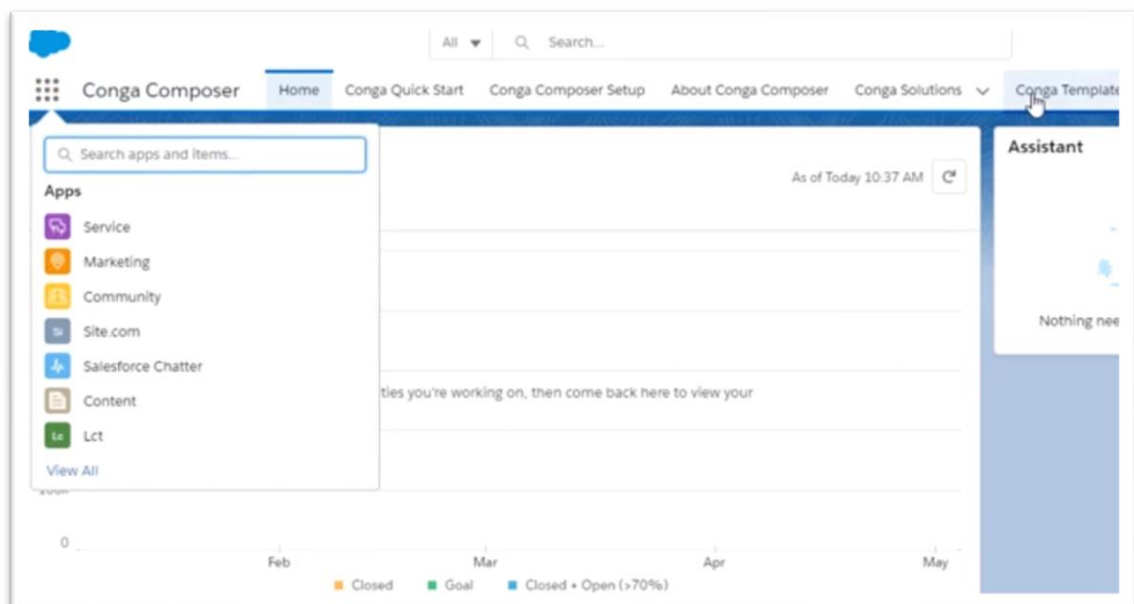 All Search...
Conga Composer Home Conga Quick Start Conga Composer Setup About Conga Composer Conga Solutions Conga Template
Search apps and items...
Apps
Service
Marketing
Community
Si Site.com
Salesforce Chatter
Content
Lc Lct
View All
As of Today 10:37 AM
ties you're working on, then come back here to view your
0
Feb Mar Apr May
Closed Goal Closed + Open (>70%)
Assistant
Nothing nee